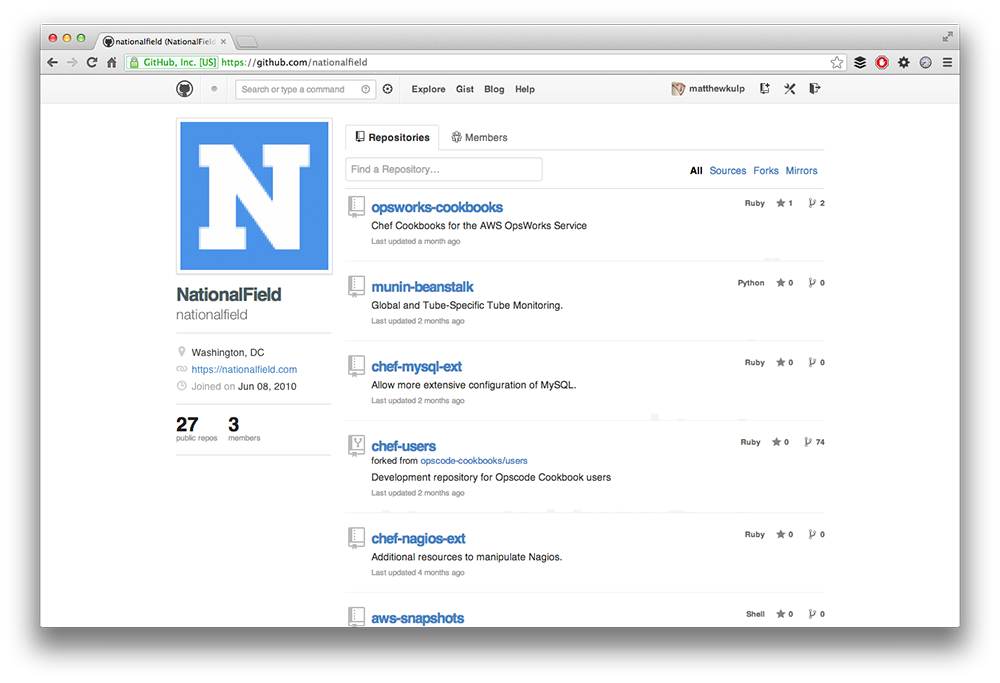 nationalfield (NationalField
GitHub, Inc. [US] https://github.com/nationalfield
Search or type a command
Explore Gist Blog Help
matthewkulp
N
NationalField
nationalfield
Washington, DC
https://nationalfield.com
Joined on Jun 08, 2010
27 3
public repos members
Repositories Members
Find a Repository...
All Sources Forks Mirrors
opsworks-cookbooks Ruby 1 2
Chef Cookbooks for the AWS OpsWorks Service
Last updated a month ago
munin-beanstalk Python 0 0
Global and Tube-Specific Tube Monitoring.
Last updated 2 months ago
chef-mysql-ext Ruby 0 0
Allow more extensive configuration of MySQL.
Last updated 2 months ago
chef-users Ruby 0 74
forked from opscode-cookbooks/users
Development repository for Opscode Cookbook users
Last updated 2 months ago
chef-nagios-ext Ruby 0 0
Additional resources to manipulate Nagios.
Last updated 4 months ago
aws-snapshots Shell 0 0